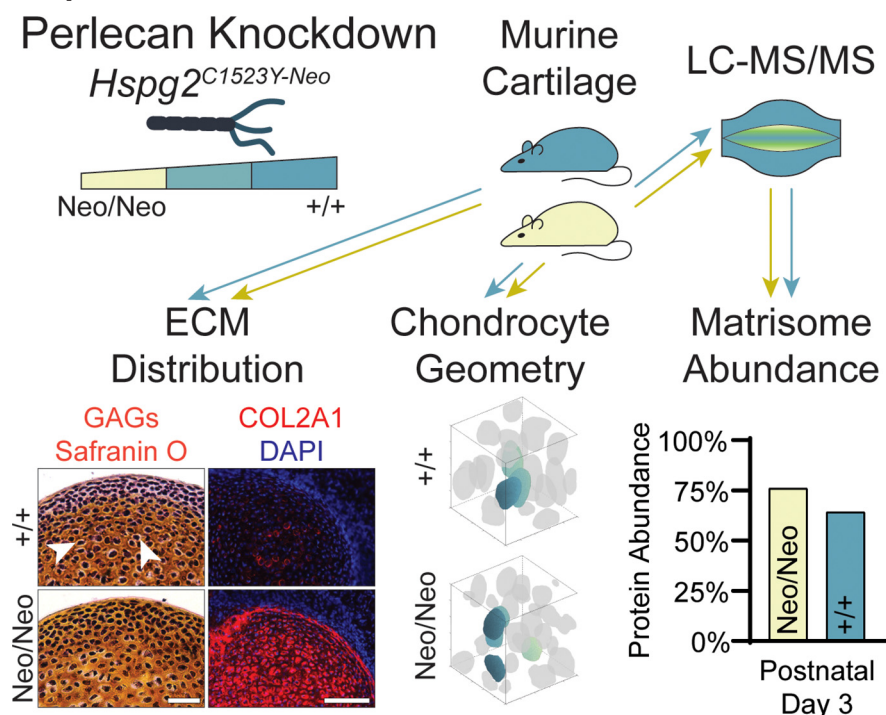 Perlecan Knockdown
Hspg2C1523Y-Neo
Neo/Neo
+/+
Murine
Cartilage
LC-MS/MS
ECM
Distribution
GAGs
Safranin O
COL2A1
DAPI
+/+
Neo/Neo
Chondrocyte
Geometry
+/+
Neo/Neo
Matrisome
Abundance
Protein Abundance
100%
75%
50%
25%
0%
Neo/Neo
+/+
Postnatal
Day 3